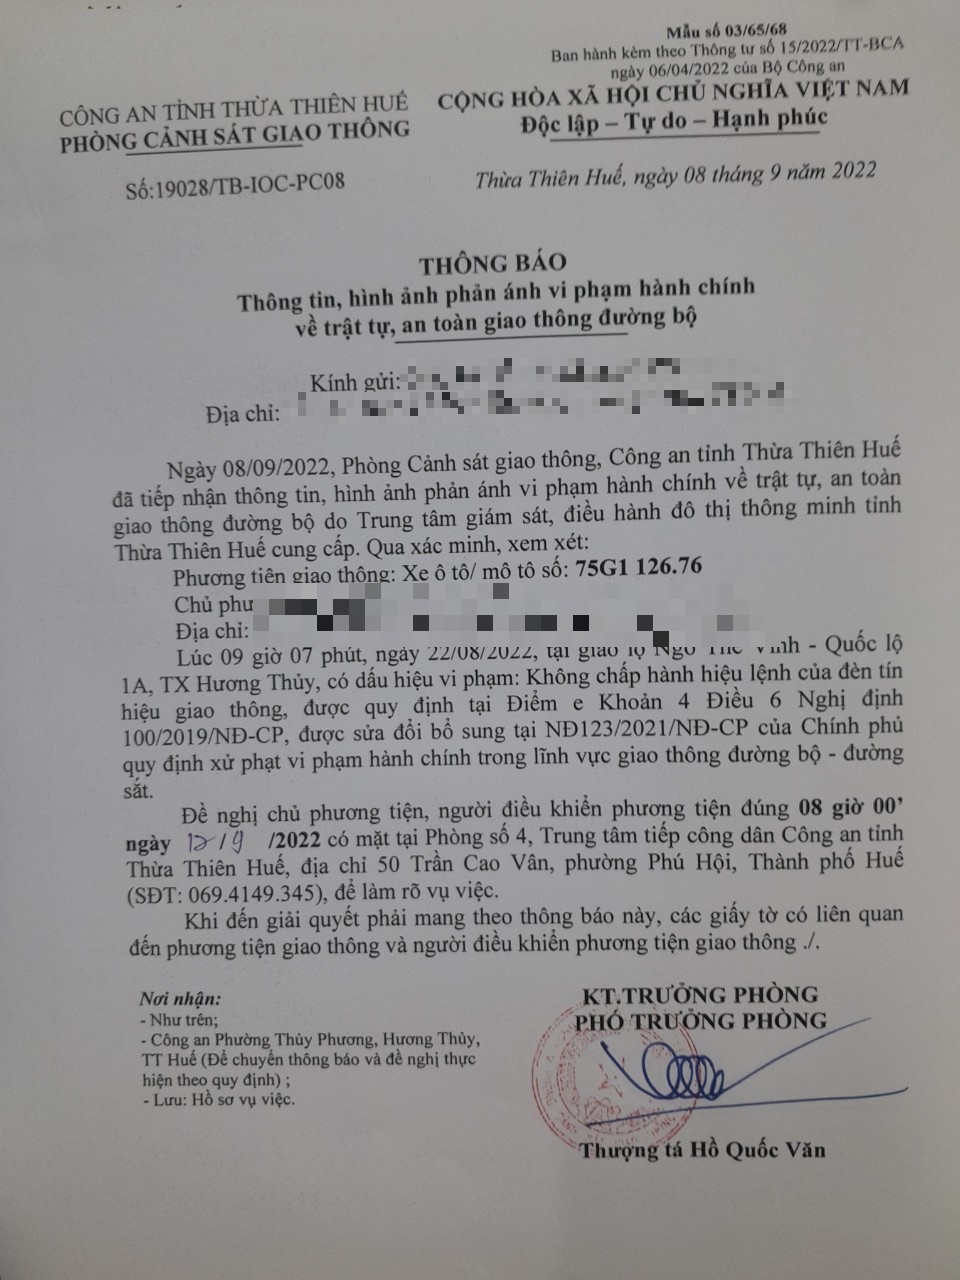 Mẫu số 03/65/68
Ban hành kèm theo Thông tư số 15/2022/TT-BCA
ngày 06/04/2022 của Bộ Công an
CÔNG AN TỈNH THỪA THIÊN HUẾ
PHÒNG CẢNH SÁT GIAO THÔNG
CỘNG HÒA XÃ HỘI CHỦ NGHĨA VIỆT NAM
Độc lập – Tự do – Hạnh phúc
Số:19028/TB-IOC-PC08
Thừa Thiên Huế, ngày 08 tháng 9 năm 2022
THÔNG BÁO
Thông tin, hình ảnh phản ánh vi phạm hành chính
về trật tự, an toàn giao thông đường bộ
Kính gửi:
Địa chỉ:
Ngày 08/09/2022, Phòng Cảnh sát giao thông, Công an tỉnh Thừa Thiên Huế
đã tiếp nhận thông tin, hình ảnh phản ánh vi phạm hành chính về trật tự, an toàn
giao thông đường bộ do Trung tâm giám sát, điều hành đô thị thông minh tỉnh
Thừa Thiên Huế cung cấp. Qua xác minh, xem xét:
Phương tiện giao thông: Xe ô tô/ mô tô số: 75G1 126.76
Chủ phư
Địa chỉ:
Lúc 09 giờ 07 phút, ngày 22/08/2022, tại giao lộ Ngô Thế Vinh - Quốc lộ
1A, TX Hương Thủy, có dấu hiệu vi phạm: Không chấp hành hiệu lệnh của đèn tín
hiệu giao thông, được quy định tại Điểm e Khoản 4 Điều 6 Nghị định
100/2019/NĐ-CP, được sửa đổi bổ sung tại NĐ123/2021/NĐ-CP của Chính phủ
quy định xử phạt vi phạm hành chính trong lĩnh vực giao thông đường bộ - đường
sắt.
Đề nghị chủ phương tiện, người điều khiển phương tiện đúng 08 giờ 00’
ngày 12/9 /2022 có mặt tại Phòng số 4, Trung tâm tiếp công dân Công an tỉnh
Thừa Thiên Huế, địa chỉ 50 Trần Cao Vân, phường Phú Hội, Thành phố Huế
(SĐT: 069.4149.345), để làm rõ vụ việc.
Khi đến giải quyết phải mang theo thông báo này, các giấy tờ có liên quan
đến phương tiện giao thông và người điều khiển phương tiện giao thông ./.
Nơi nhận:
- Như trên;
- Công an Phường Thủy Phương, Hương Thủy,
TT Huế (Để chuyển thông báo và đề nghị thực
hiện theo quy định) ;
- Lưu: Hồ sơ vụ việc.
KT.TRƯỞNG PHÒNG
PHÓ TRƯỞNG PHÒNG
Thượng tá Hồ Quốc Văn